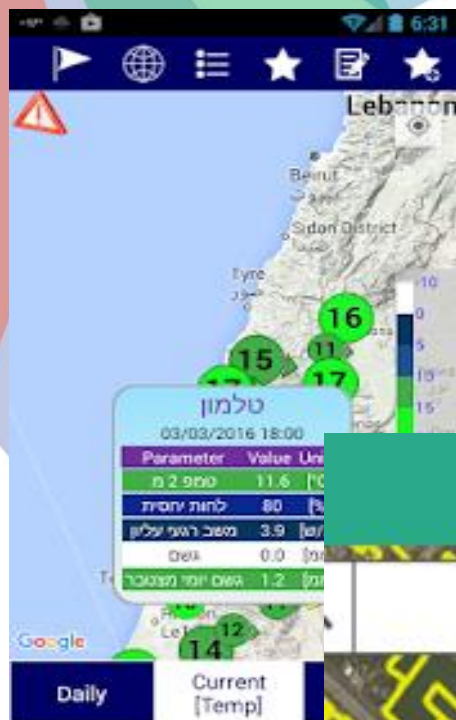 6:31
Lebanon
Beirut
Sidon District
Tyre
16
-10
0
15
11
5
17
17
10
15
טלמון
03/03/2016 18:00
Parameter Value
טמפ 2 מ 11.6
לחות יחסית 80
משב רגעי עליון 3.9
גשם 0.0
גשם יומי מצטבר 1.2
12
14
Google
Daily
Current
[Temp]